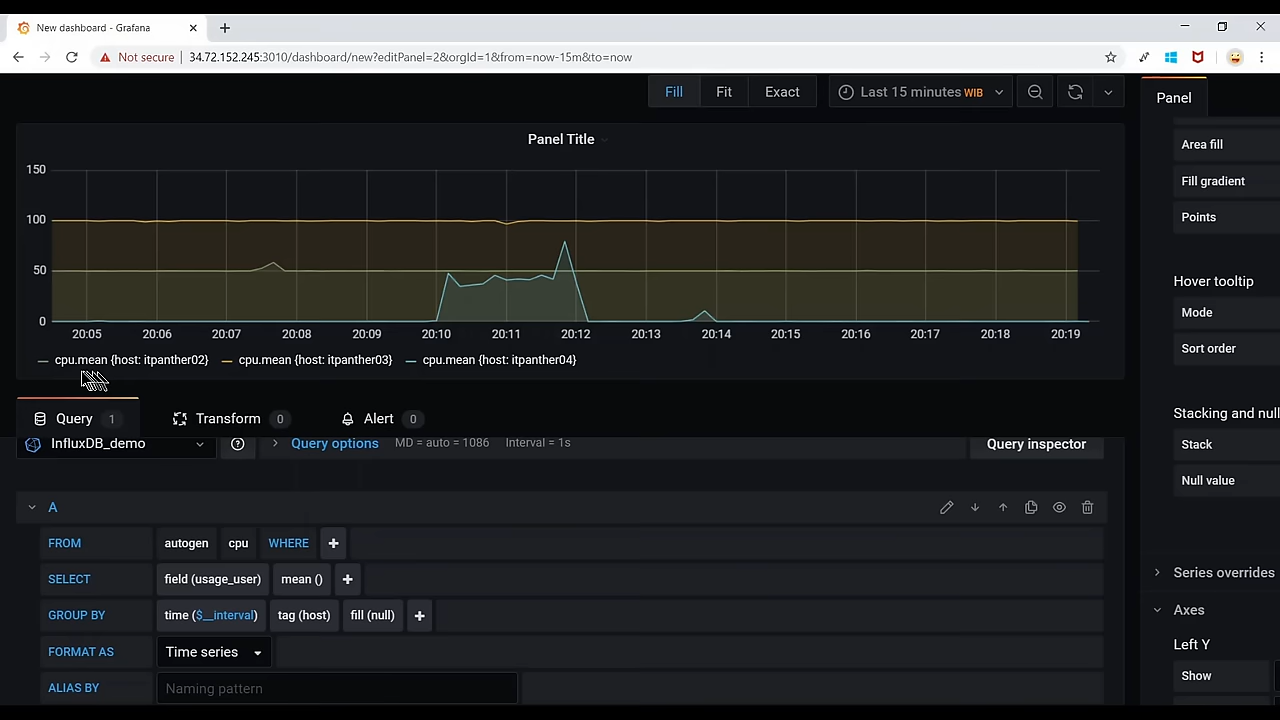 New dashboard - Grafana
Not secure 34.72.152.245:3010/dashboard/new?editPanel=2&orgId=1&from=now-15m&to=now
Fill Fit Exact Last 15 minutes WIB
Panel
Panel Title
150
100
50
0
20:05 20:06 20:07 20:08 20:09 20:10 20:11 20:12 20:13 20:14 20:15 20:16 20:17 20:18 20:19
cpu.mean {host: itpanther02} cpu.mean {host: itpanther03} cpu.mean {host: itpanther04}
Query 1 Transform 0 Alert 0
InfluxDB_demo Query options MD = auto = 1086 Interval = 1s Query inspector
A
FROM autogen cpu WHERE +
SELECT field (usage_user) mean () +
GROUP BY time ($__interval) tag (host) fill (null) +
FORMAT AS Time series
ALIAS BY Naming pattern
Area fill
Fill gradient
Points
Hover tooltip
Mode
Sort order
Stacking and null
Stack
Null value
Series overrides
Axes
Left Y
Show